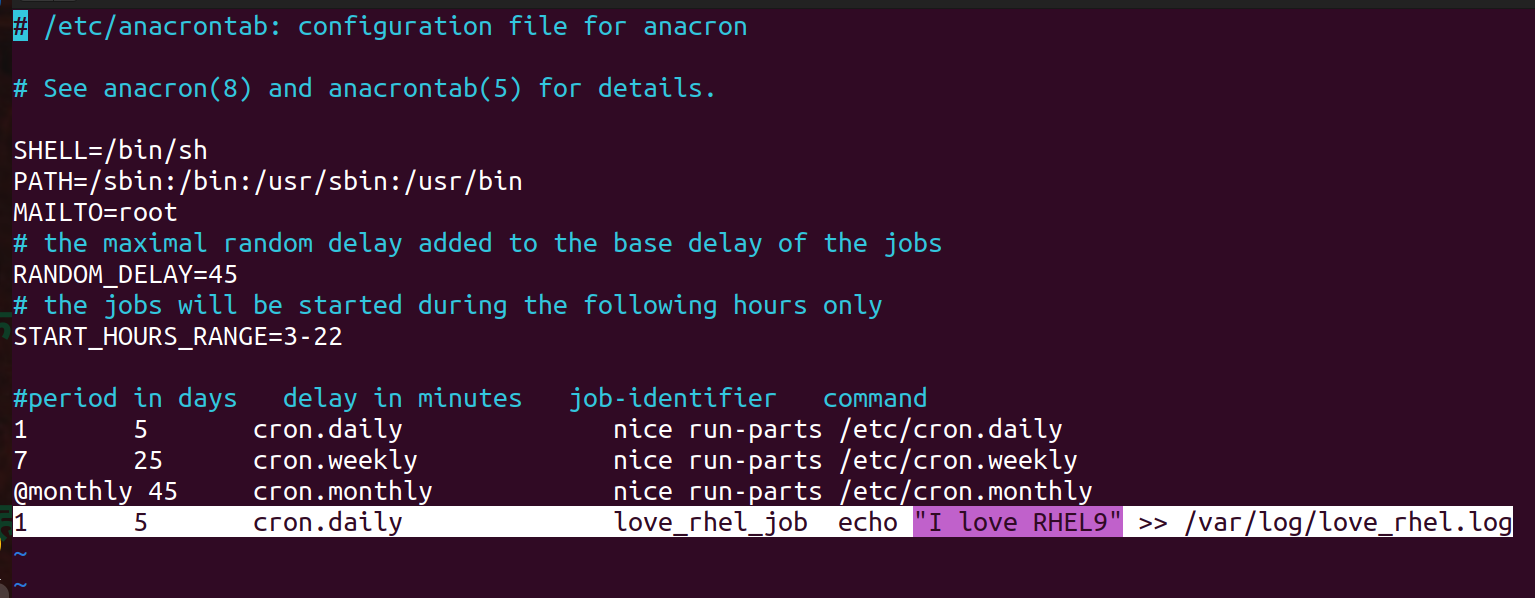 # /etc/anacrontab: configuration file for anacron
# See anacron(8) and anacrontab(5) for details.
SHELL=/bin/sh
PATH=/sbin:/bin:/usr/sbin:/usr/bin
MAILTO=root
# the maximal random delay added to the base delay of the jobs
RANDOM_DELAY=45
# the jobs will be started during the following hours only
START_HOURS_RANGE=3-22
#period in days   delay in minutes   job-identifier   command
1       5       cron.daily              nice run-parts /etc/cron.daily
7       25      cron.weekly             nice run-parts /etc/cron.weekly
@monthly 45     cron.monthly            nice run-parts /etc/cron.monthly
1       5       cron.daily              love_rhel_job  echo "I love RHEL9" >> /var/log/love_rhel.log
~
~